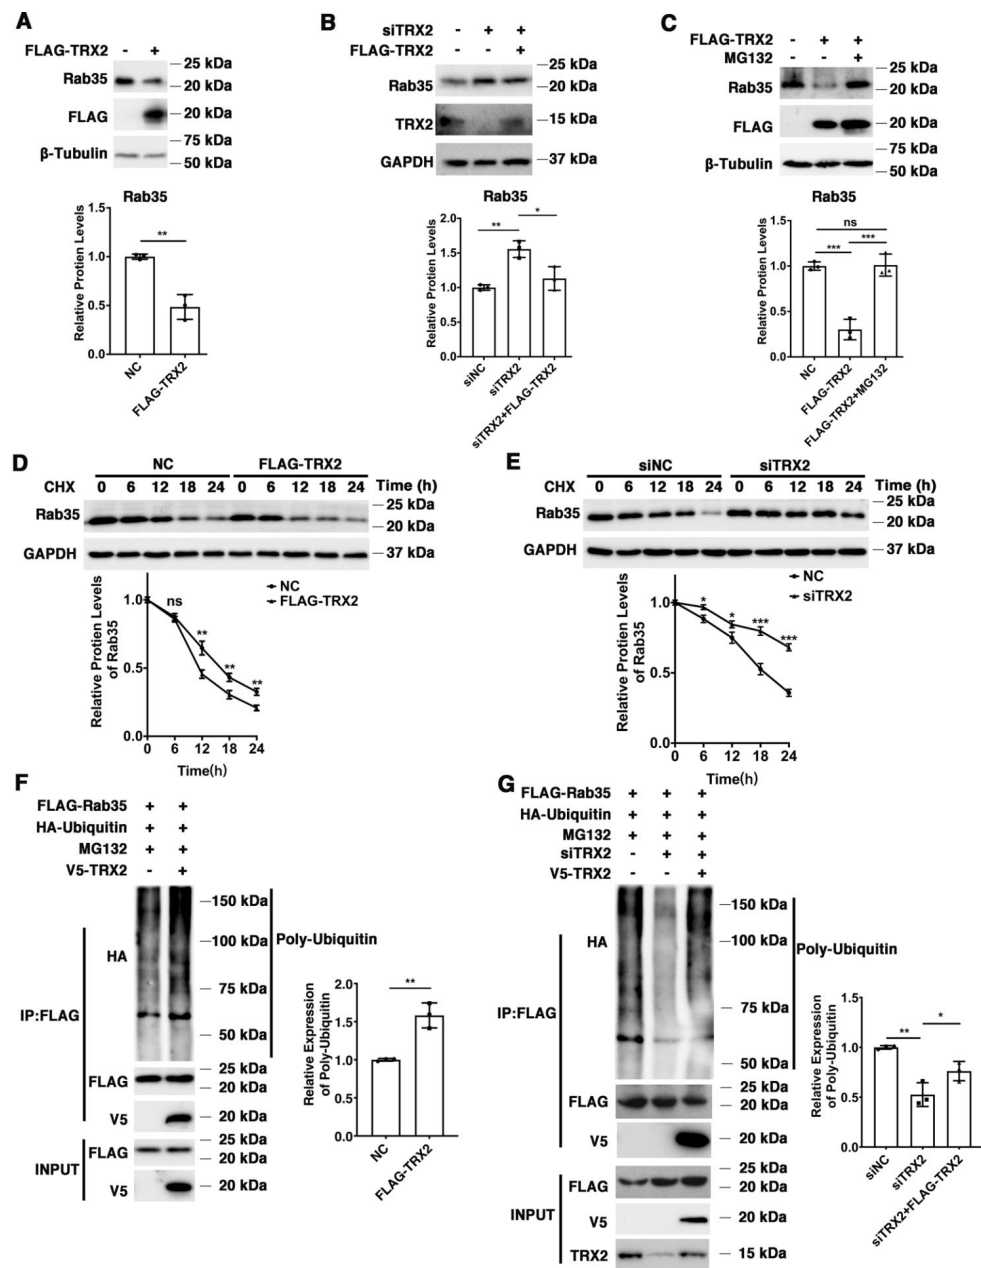 A
FLAG-TRX2 - +
Rab35
25 kDa
20 kDa
FLAG
20 kDa
β-Tubulin
75 kDa
50 kDa
Rab35
Relative Protien Levels
1.5
1.0
0.5
0.0
**
NC
FLAG-TRX2
B
siTRX2 - + +
FLAG-TRX2 - - +
Rab35
25 kDa
20 kDa
TRX2
15 kDa
GAPDH
37 kDa
Rab35
Relative Protien Levels
2.0
1.5
1.0
0.5
0.0
**
*
siNC
siTRX2
siTRX2+FLAG-TRX2
C
FLAG-TRX2 - + +
MG132 - - +
Rab35
25 kDa
20 kDa
FLAG
20 kDa
β-Tubulin
75 kDa
50 kDa
Rab35
Relative Protien Levels
1.5
1.0
0.5
0.0
ns
***
***
NC
FLAG-TRX2
FLAG-TRX2+MG132
D
NC FLAG-TRX2
CHX 0 6 12 18 24 0 6 12 18 24 Time (h)
Rab35
25 kDa
20 kDa
GAPDH
37 kDa
NC
FLAG-TRX2
Relative Protien Levels
of Rab35
1.0
0.5
0.0
ns
**
**
**
0 6 12 18 24
Time(h)
E
siNC siTRX2
CHX 0 6 12 18 24 0 6 12 18 24 Time (h)
Rab35
25 kDa
20 kDa
GAPDH
37 kDa
NC
siTRX2
Relative Protien Levels
of Rab35
1.0
0.5
0.0
*
*
***
***
0 6 12 18 24
Time(h)
F
FLAG-Rab35 + +
HA-Ubiquitin + +
MG132 + +
V5-TRX2 - +
IP:FLAG
HA
150 kDa
100 kDa
75 kDa
50 kDa
Poly-Ubiquitin
FLAG
25 kDa
20 kDa
V5
20 kDa
INPUT
FLAG
25 kDa
20 kDa
V5
20 kDa
Relative Expression
of Poly-Ubiquitin
2.0
1.5
1.0
0.5
0.0
**
NC
FLAG-TRX2
G
FLAG-Rab35 + + +
HA-Ubiquitin + + +
MG132 + + +
siTRX2 - + +
V5-TRX2 - - +
IP:FLAG
HA
150 kDa
100 kDa
75 kDa
50 kDa
Poly-Ubiquitin
FLAG
25 kDa
20 kDa
V5
20 kDa
INPUT
FLAG
25 kDa
20 kDa
V5
20 kDa
TRX2
15 kDa
Relative Expression
of Poly-Ubiquitin
1.5
1.0
0.5
0.0
**
*
siNC
siTRX2
siTRX2+FLAG-TRX2